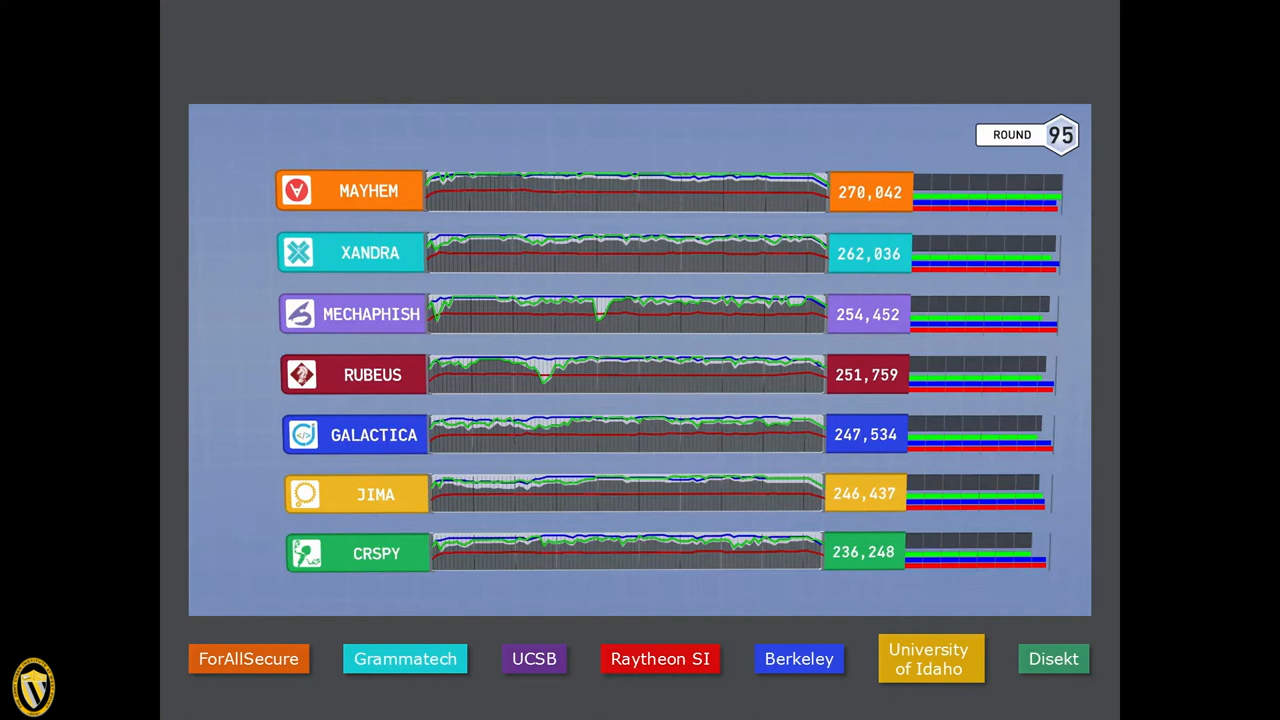 ROUND 95
MAYHEM 270,042
XANDRA 262,036
MECHAPHISH 254,452
RUBEUS 251,759
GALACTICA 247,534
JIMA 246,437
CRSPY 236,248
ForAllSecure
Grammatech
UCSB
Raytheon SI
Berkeley
University
of Idaho
Disekt